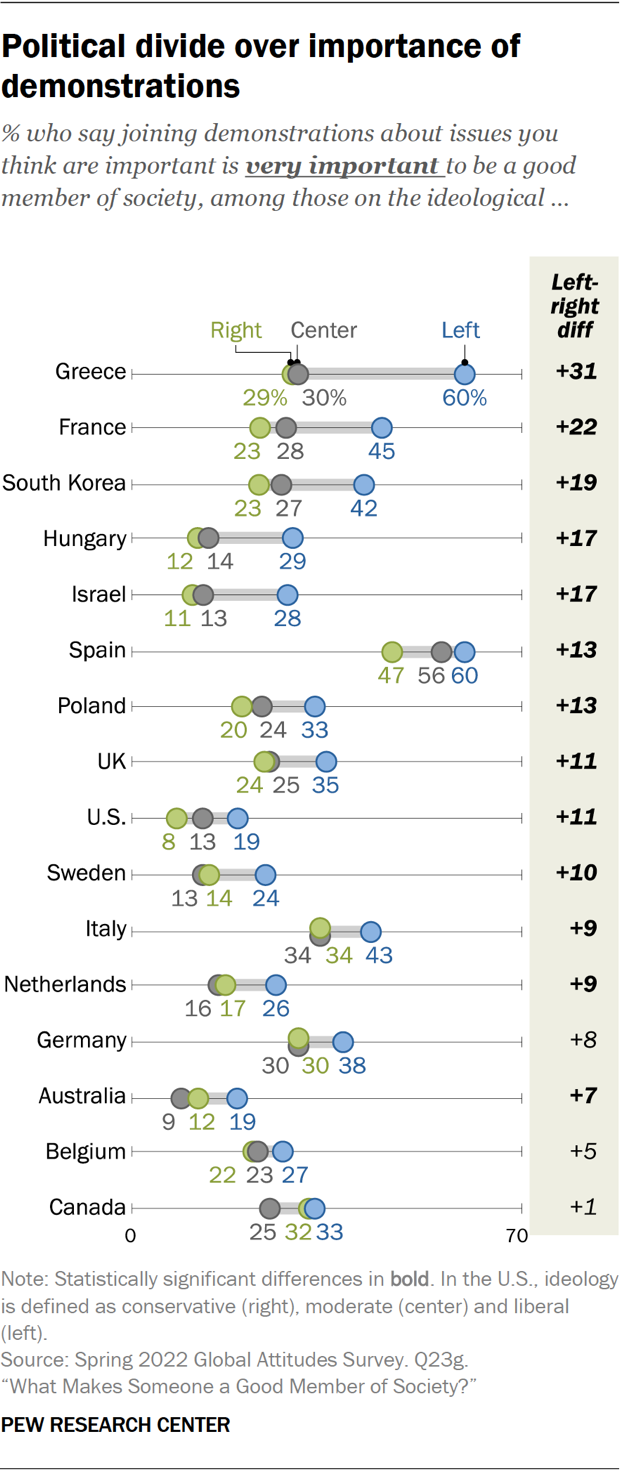 Political divide over importance of
demonstrations
% who say joining demonstrations about issues you
think are important is very important to be a good
member of society, among those on the ideological ...
Left-
right
diff
Right Center Left
Greece +31
29% 30% 60%
France +22
23 28 45
South Korea +19
23 27 42
Hungary +17
12 14 29
Israel +17
11 13 28
Spain +13
47 56 60
Poland +13
20 24 33
UK +11
24 25 35
U.S. +11
8 13 19
Sweden +10
13 14 24
Italy +9
34 34 43
Netherlands +9
16 17 26
Germany +8
30 30 38
Australia +7
9 12 19
Belgium +5
22 23 27
Canada +1
0 25 32 33 70
Note: Statistically significant differences in bold. In the U.S., ideology
is defined as conservative (right), moderate (center) and liberal
(left).
Source: Spring 2022 Global Attitudes Survey. Q23g.
“What Makes Someone a Good Member of Society?”
PEW RESEARCH CENTER